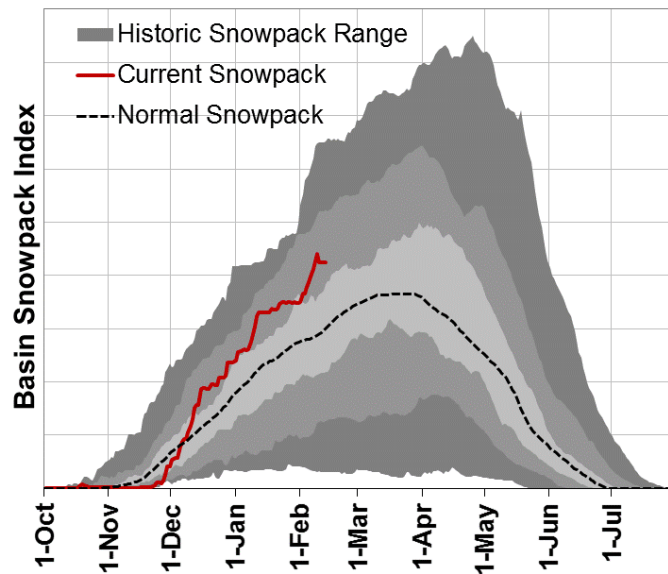 Historic Snowpack Range
Current Snowpack
Normal Snowpack
Basin Snowpack Index
1-Oct
1-Nov
1-Dec
1-Jan
1-Feb
1-Mar
1-Apr
1-May
1-Jun
1-Jul